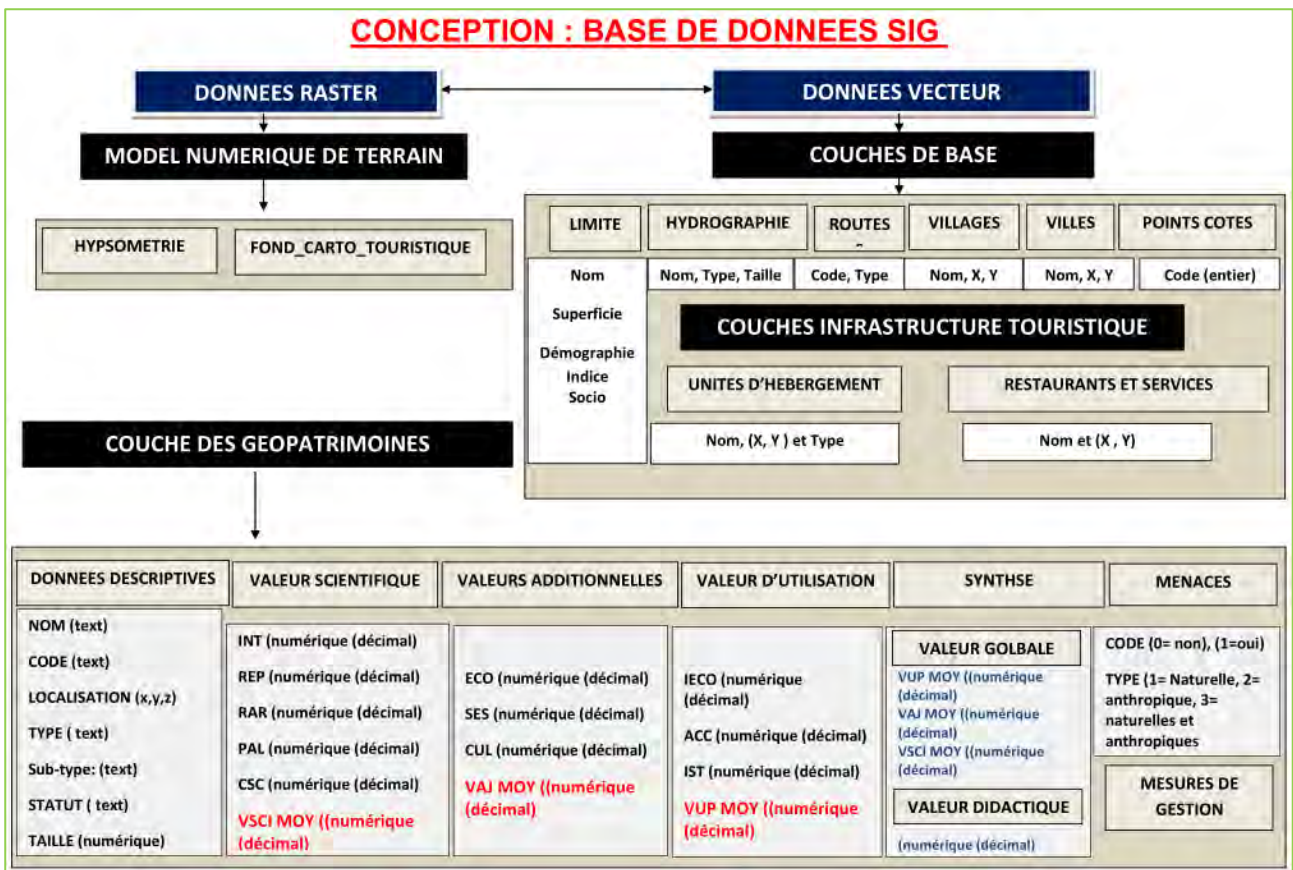 CONCEPTION : BASE DE DONNEES SIG
DONNEES RASTER
DONNEES VECTEUR
MODEL NUMERIQUE DE TERRAIN
COUCHES DE BASE
HYPSOMETRIE
FOND_CARTO_TOURISTIQUE
LIMITE
HYDROGRAPHIE
ROUTES
VILLAGES
VILLES
POINTS COTES
Nom
Superficie
Démographie
Indice
Socio
Nom, Type, Taille
Code, Type
Nom, X, Y
Nom, X, Y
Code (entier)
COUCHES INFRASTRUCTURE TOURISTIQUE
UNITES D'HEBERGEMENT
RESTAURANTS ET SERVICES
Nom, (X, Y ) et Type
Nom et (X , Y)
COUCHE DES GEOPATRIMOINES
DONNEES DESCRIPTIVES
NOM (text)
CODE (text)
LOCALISATION (x,y,z)
TYPE ( text)
Sub-type: (text)
STATUT ( text)
TAILLE (numérique)
VALEUR SCIENTIFIQUE
INT (numérique (décimal)
REP (numérique (décimal)
RAR (numérique (décimal)
PAL (numérique (décimal)
CSC (numérique (décimal)
VSCI MOY ((numérique
(décimal)
VALEURS ADDITIONNELLES
ECO (numérique (décimal)
SES (numérique (décimal)
CUL (numérique (décimal)
VAJ MOY ((numérique
(décimal)
VALEUR D'UTILISATION
IECO (numérique
(décimal)
ACC (numérique (décimal)
IST (numérique (décimal)
VUP MOY ((numérique
(décimal)
SYNTHSE
VALEUR GOLBALE
VUP MOY ((numérique
(décimal)
VAJ MOY ((numérique
(décimal)
VSCI MOY ((numérique
(décimal)
VALEUR DIDACTIQUE
(numérique (décimal)
MENACES
CODE (0= non), (1=oui)
TYPE (1= Naturelle, 2=
anthropique, 3=
naturelles et
anthropiques
MESURES DE
GESTION